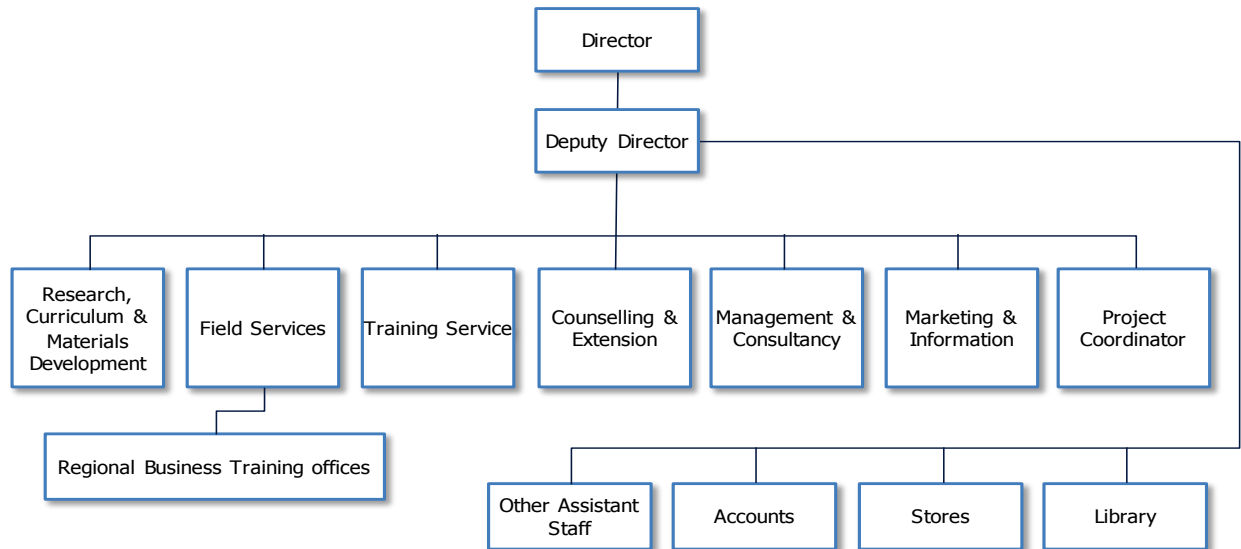 Director
Deputy Director
Research,
Curriculum &
Materials
Development
Field Services
Training Service
Counselling &
Extension
Management &
Consultancy
Marketing &
Information
Project
Coordinator
Regional Business Training offices
Other Assistant
Staff
Accounts
Stores
Library